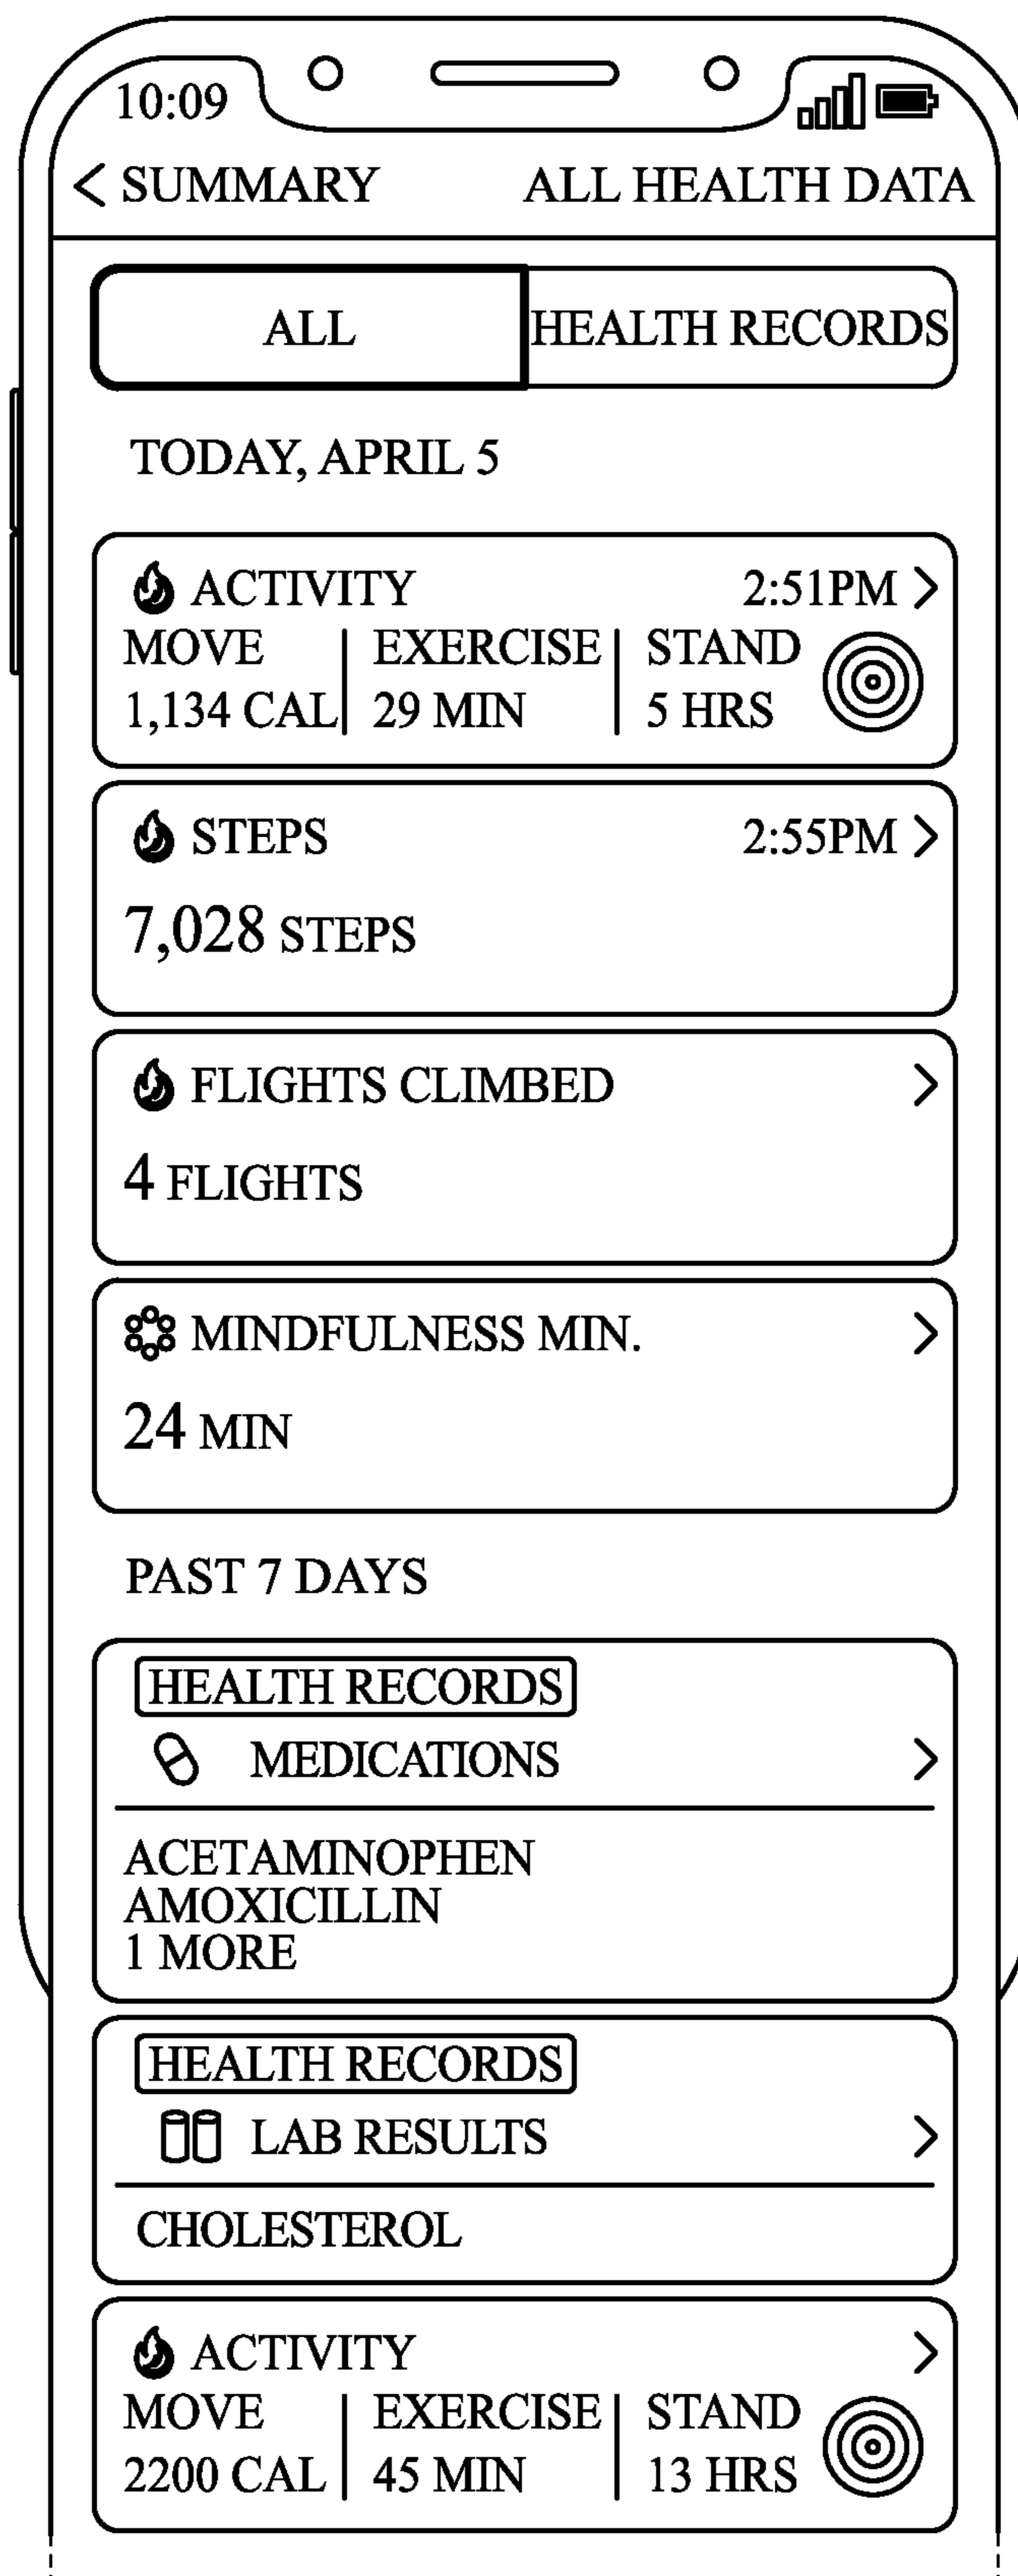 10:09
SUMMARY ALL HEALTH DATA
ALL HEALTH RECORDS
TODAY, APRIL 5
ACTIVITY 2:51PM
MOVE EXERCISE STAND
1,134 CAL 29 MIN 5 HRS
STEPS 2:55PM
7,028 STEPS
FLIGHTS CLIMBED
4 FLIGHTS
MINDFULNESS MIN.
24 MIN
PAST 7 DAYS
HEALTH RECORDS
MEDICATIONS
ACETAMINOPHEN
AMOXICILLIN
1 MORE
HEALTH RECORDS
LAB RESULTS
CHOLESTEROL
ACTIVITY
MOVE EXERCISE STAND
2200 CAL 45 MIN 13 HRS